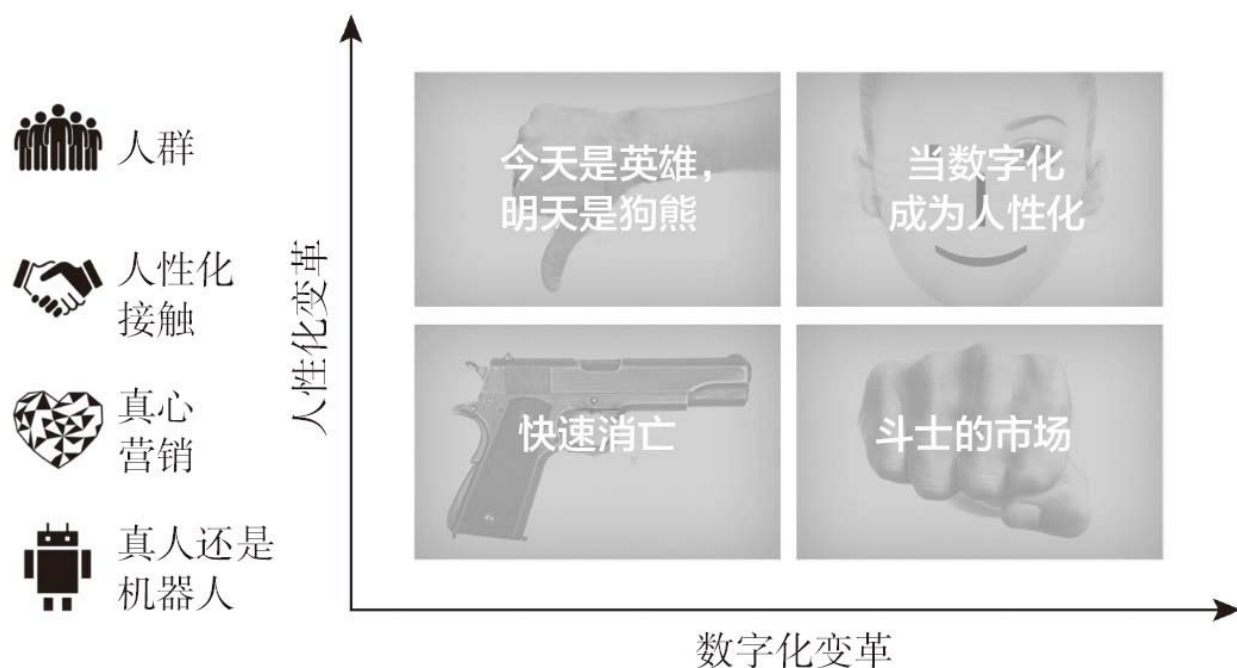 人群
人性化
接触
真心
营销
真人还是
机器人
人性化变革
今天是英雄，
明天是狗熊
当数字化
成为人性化
快速消亡
斗士的市场
数字化变革